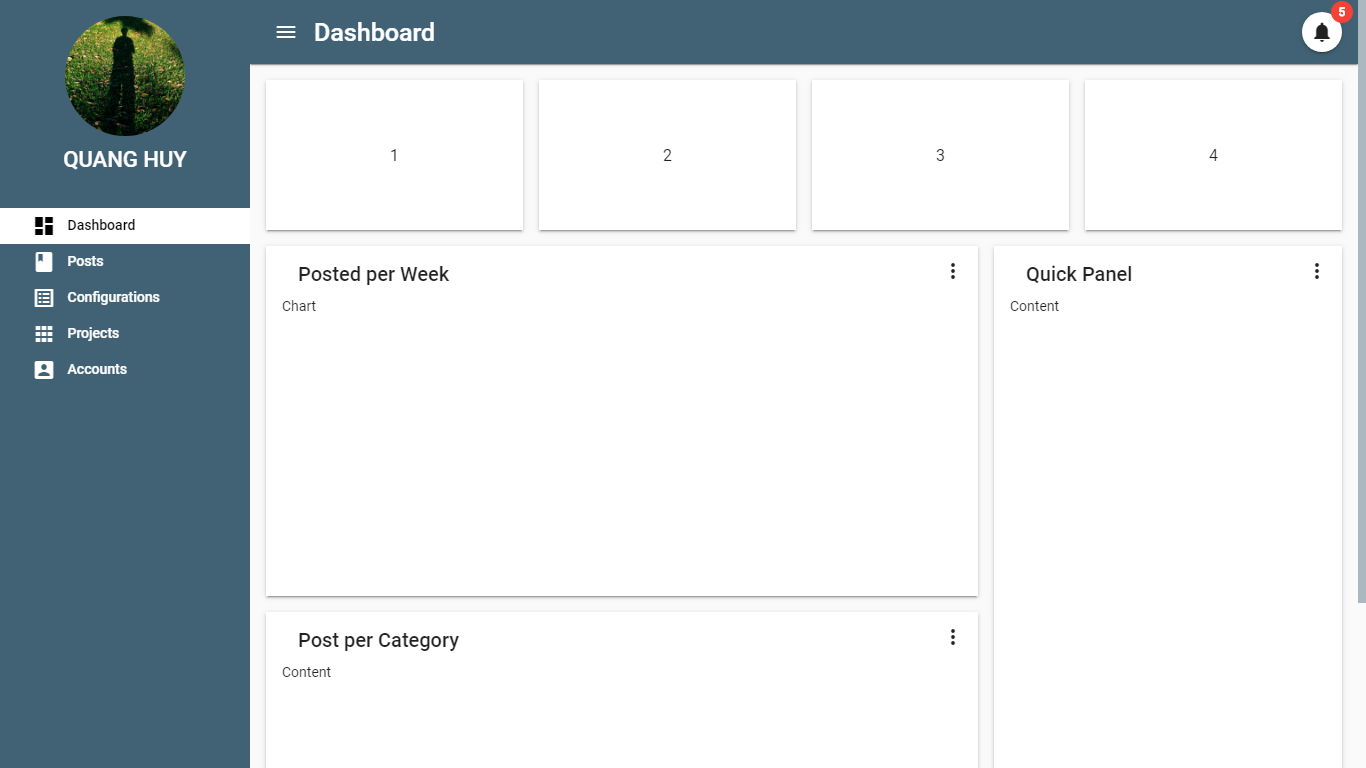 QUANG HUY
Dashboard
Posts
Configurations
Projects
Accounts
Dashboard
5
1
2
3
4
Posted per Week
Chart
Quick Panel
Content
Post per Category
Content